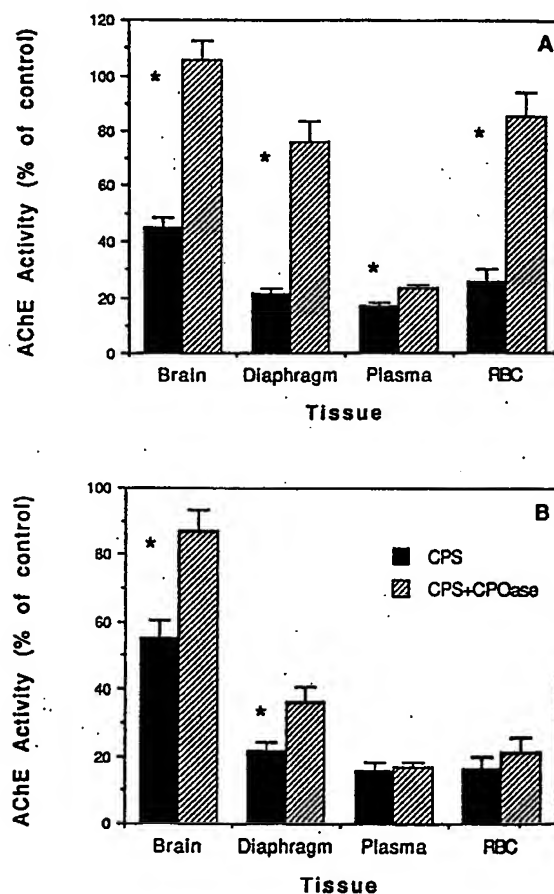 A
AChE Activity (% of control)
120
100
80
60
40
20
0
*
*
*
*
Brain Diaphragm Plasma RBC
Tissue
B
AChE Activity (% of control)
100
80
60
40
20
0
*
*
CPS
CPS+CPOase
Brain Diaphragm Plasma RBC
Tissue